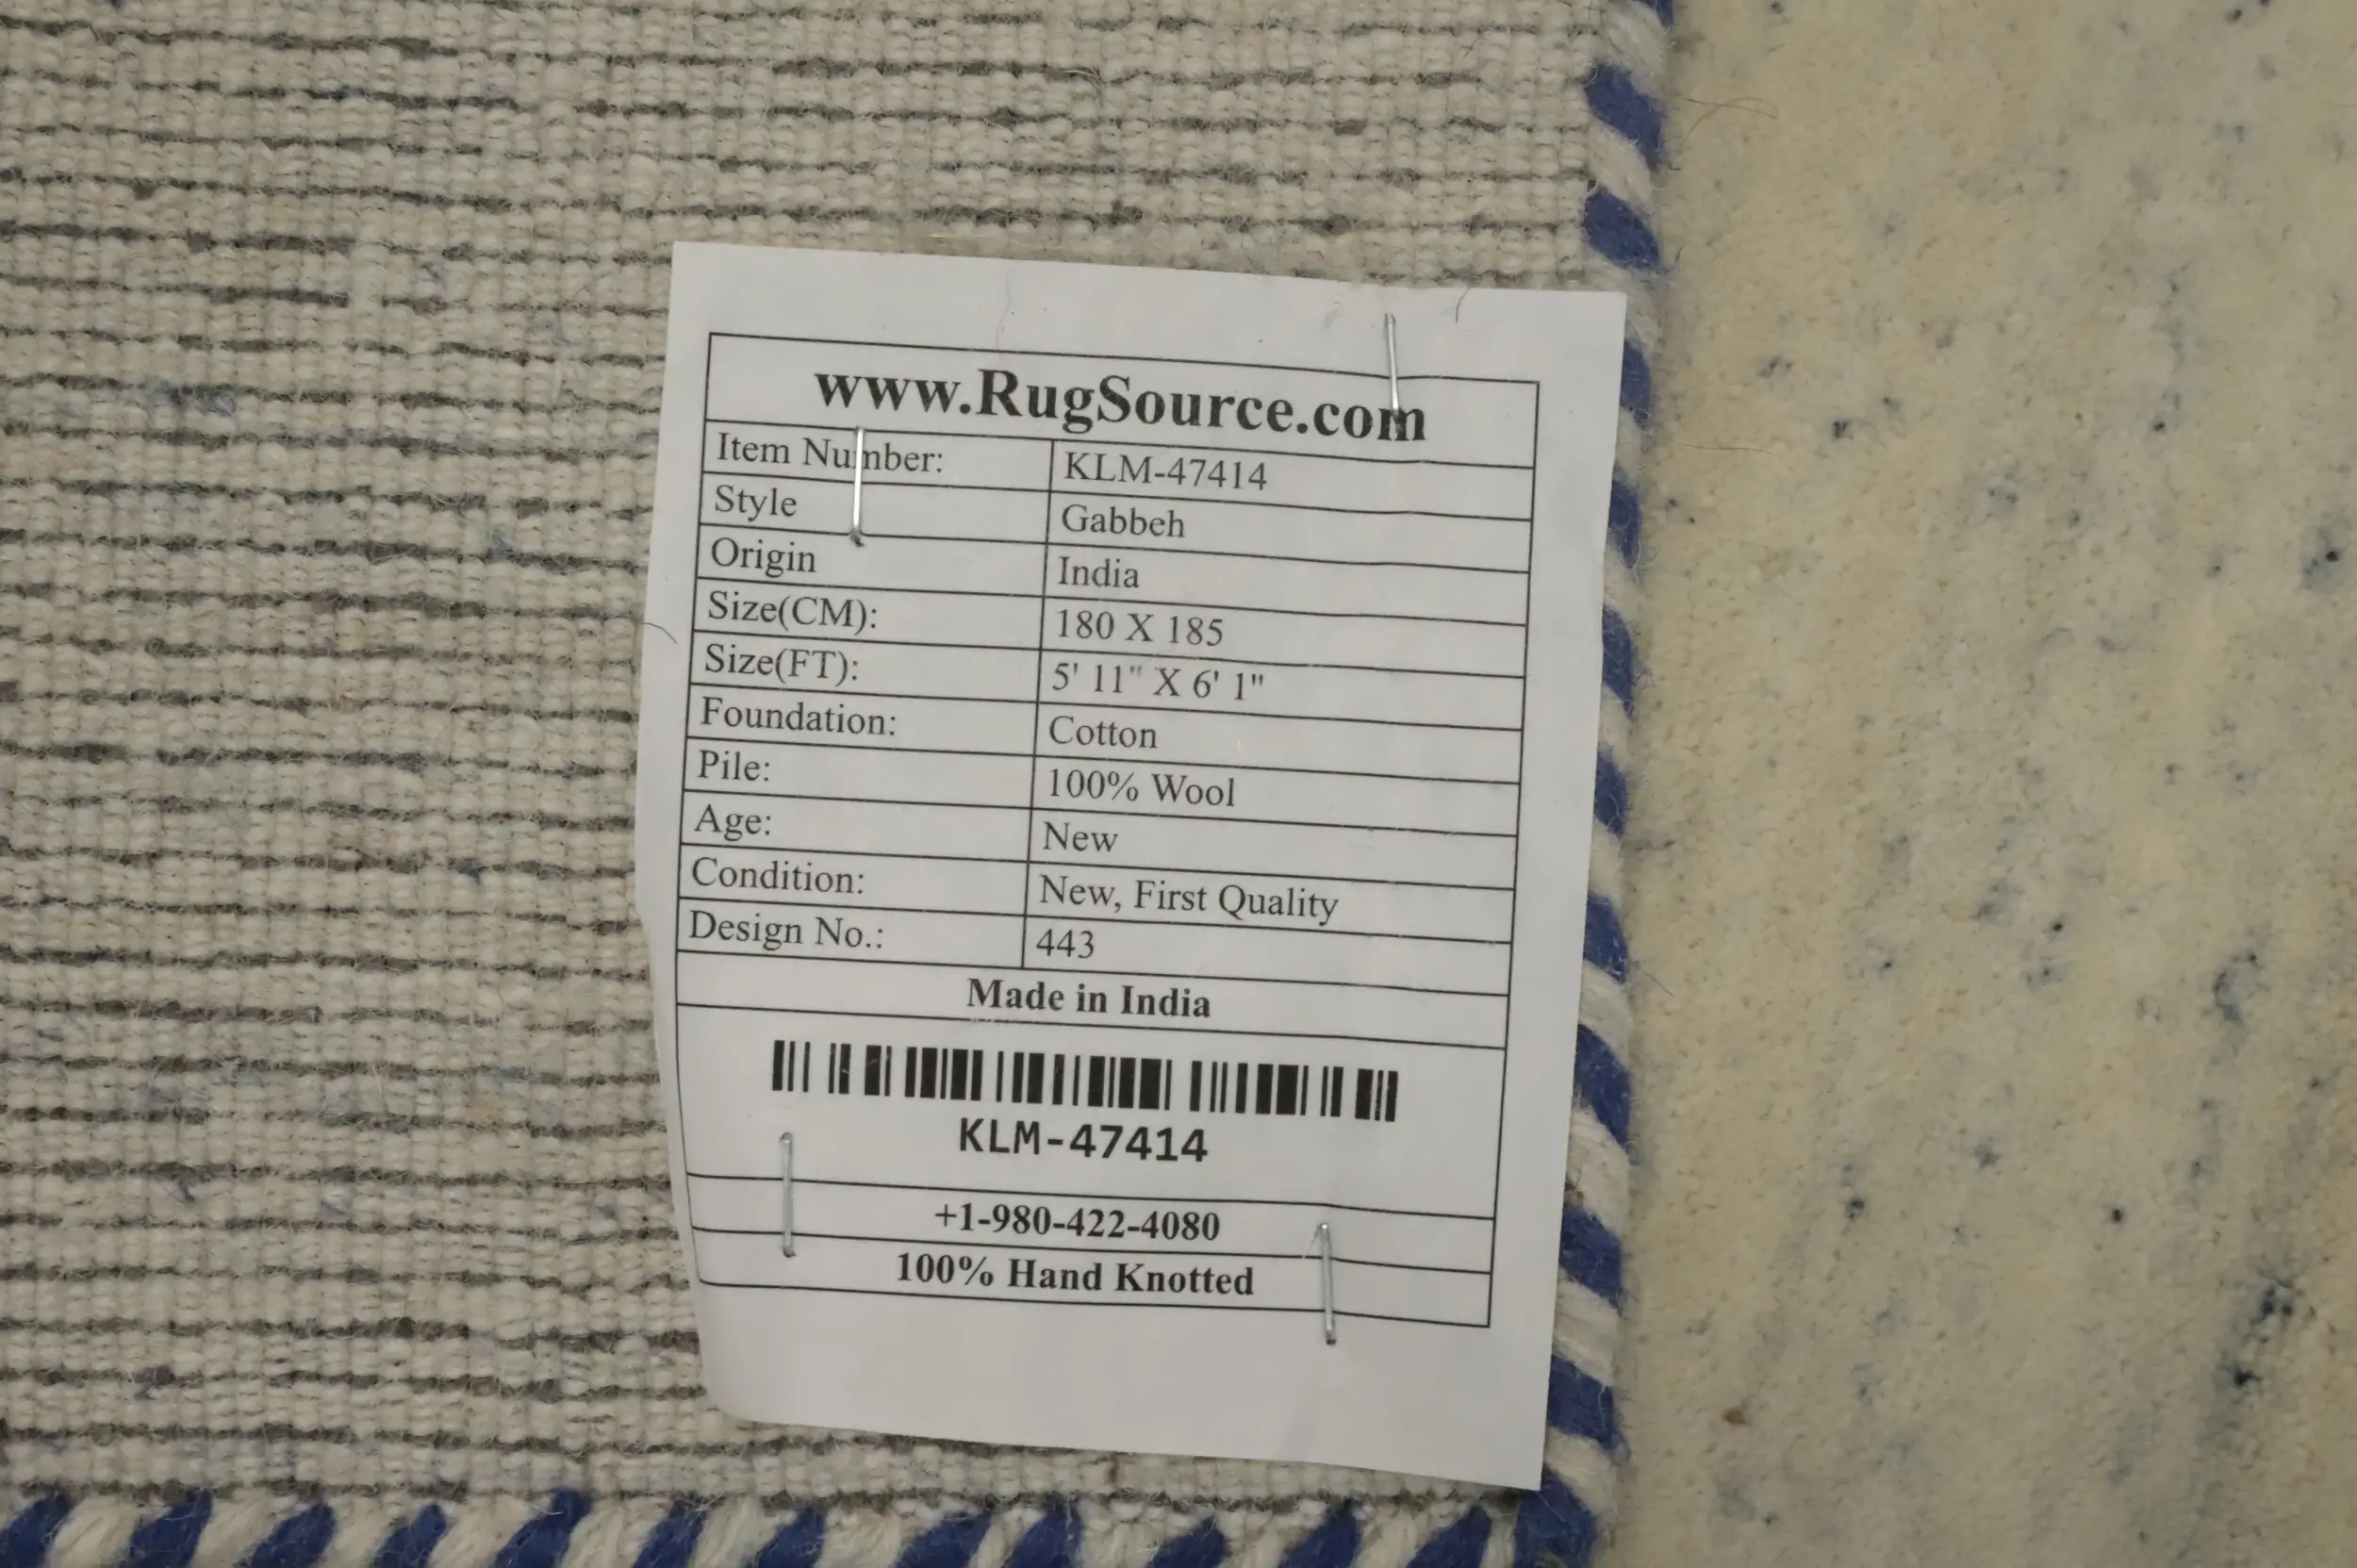 www.RugSource.com
Item Number: KLM-47414
Style Gabbeh
Origin India
Size(CM): 180 X 185
Size(FT): 5' 11" X 6' 1"
Foundation: Cotton
Pile: 100% Wool
Age: New
Condition: New, First Quality
Design No.: 443
Made in India
KLM-47414
+1-980-422-4080
100% Hand Knotted